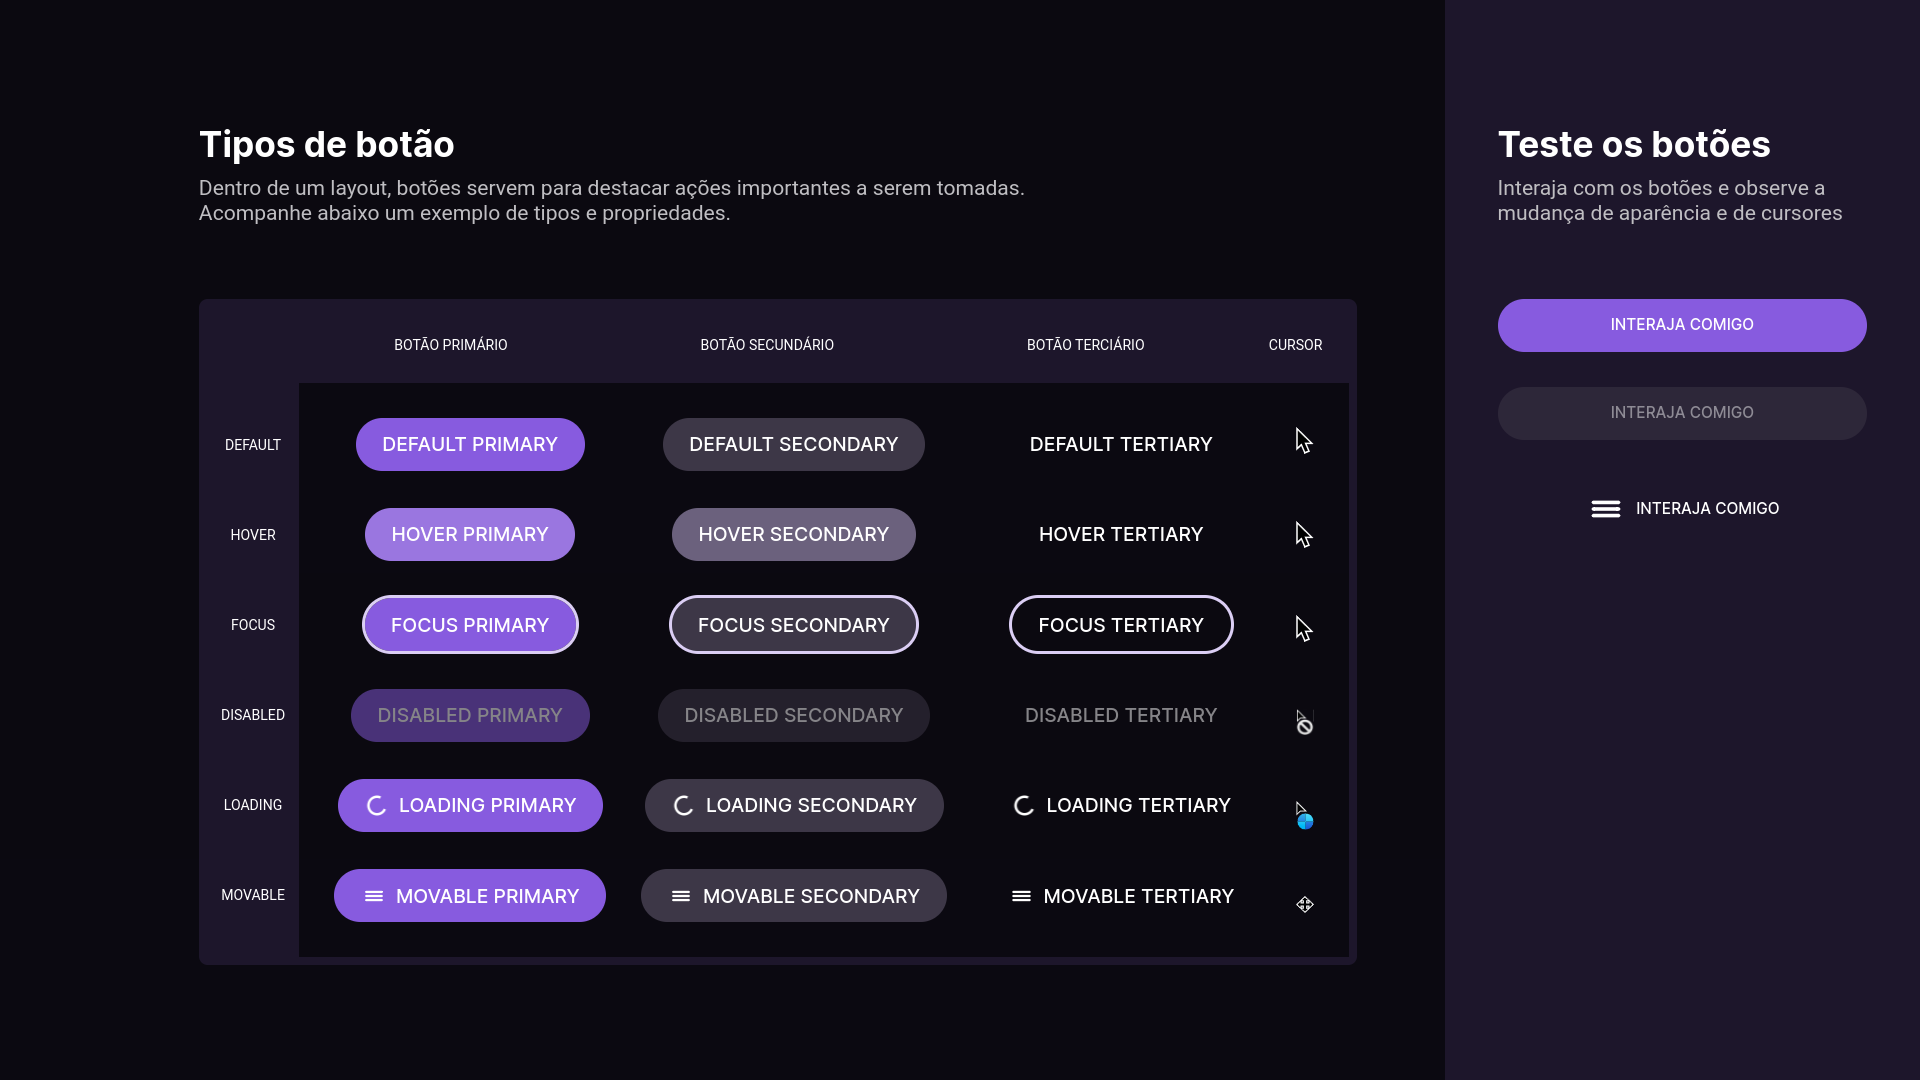 Tipos de botão
Dentro de um layout, botões servem para destacar ações importantes a serem tomadas.
Acompanhe abaixo um exemplo de tipos e propriedades.
BOTÃO PRIMÁRIO BOTÃO SECUNDÁRIO BOTÃO TERCIÁRIO CURSOR
DEFAULT DEFAULT PRIMARY DEFAULT SECONDARY DEFAULT TERTIARY
HOVER HOVER PRIMARY HOVER SECONDARY HOVER TERTIARY
FOCUS FOCUS PRIMARY FOCUS SECONDARY FOCUS TERTIARY
DISABLED DISABLED PRIMARY DISABLED SECONDARY DISABLED TERTIARY
LOADING LOADING PRIMARY LOADING SECONDARY LOADING TERTIARY
MOVABLE MOVABLE PRIMARY MOVABLE SECONDARY MOVABLE TERTIARY
Teste os botões
Interaja com os botões e observe a
mudança de aparência e de cursores
INTERAJA COMIGO
INTERAJA COMIGO
INTERAJA COMIGO